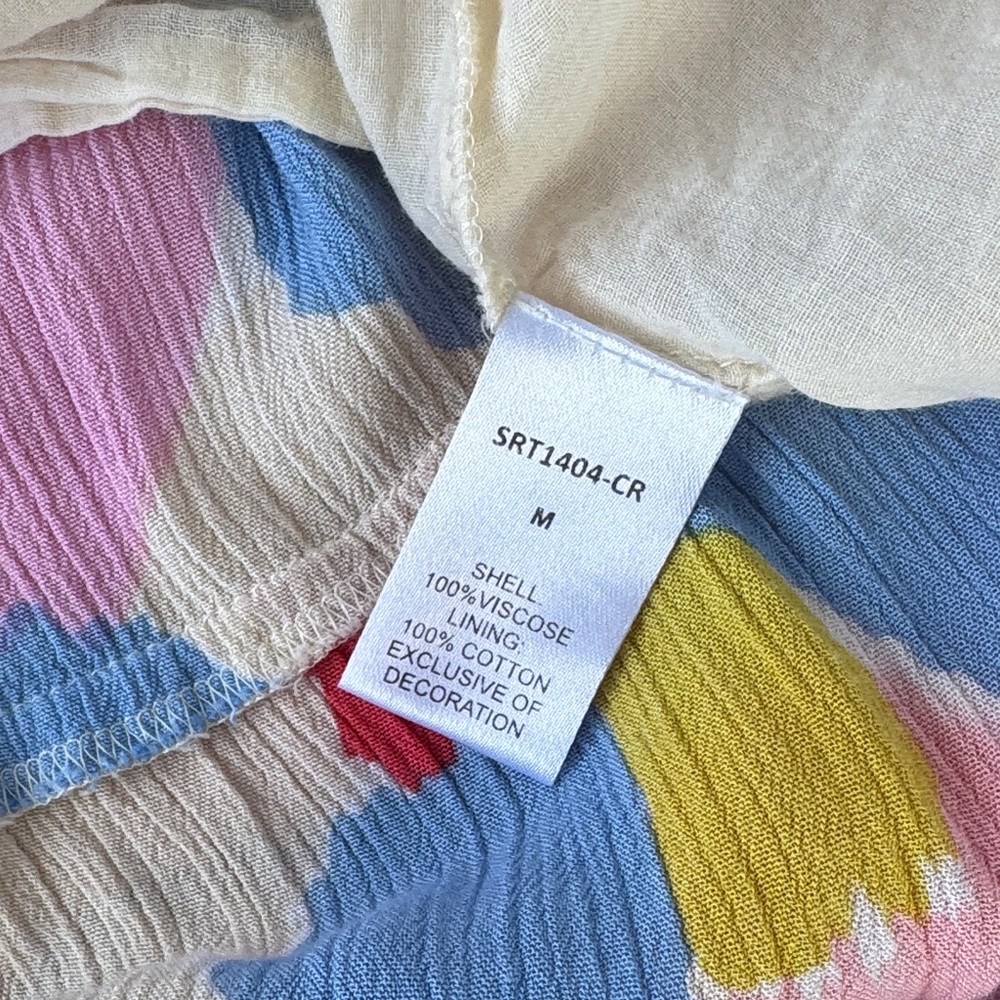 SRT1404-CR
M
SHELL
100%VISCOSE
LINING:
100% COTTON
EXCLUSIVE OF
DECORATION